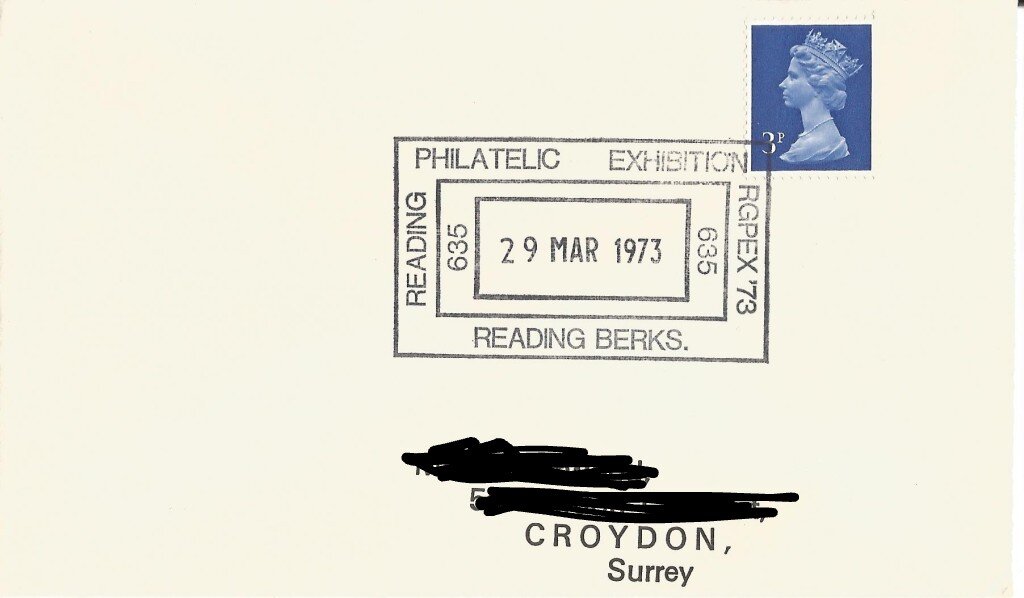 3P
PHILATELIC EXHIBITION
READING
635
29 MAR 1973
635
RGPEX '73
READING BERKS.
CROYDON,
Surrey